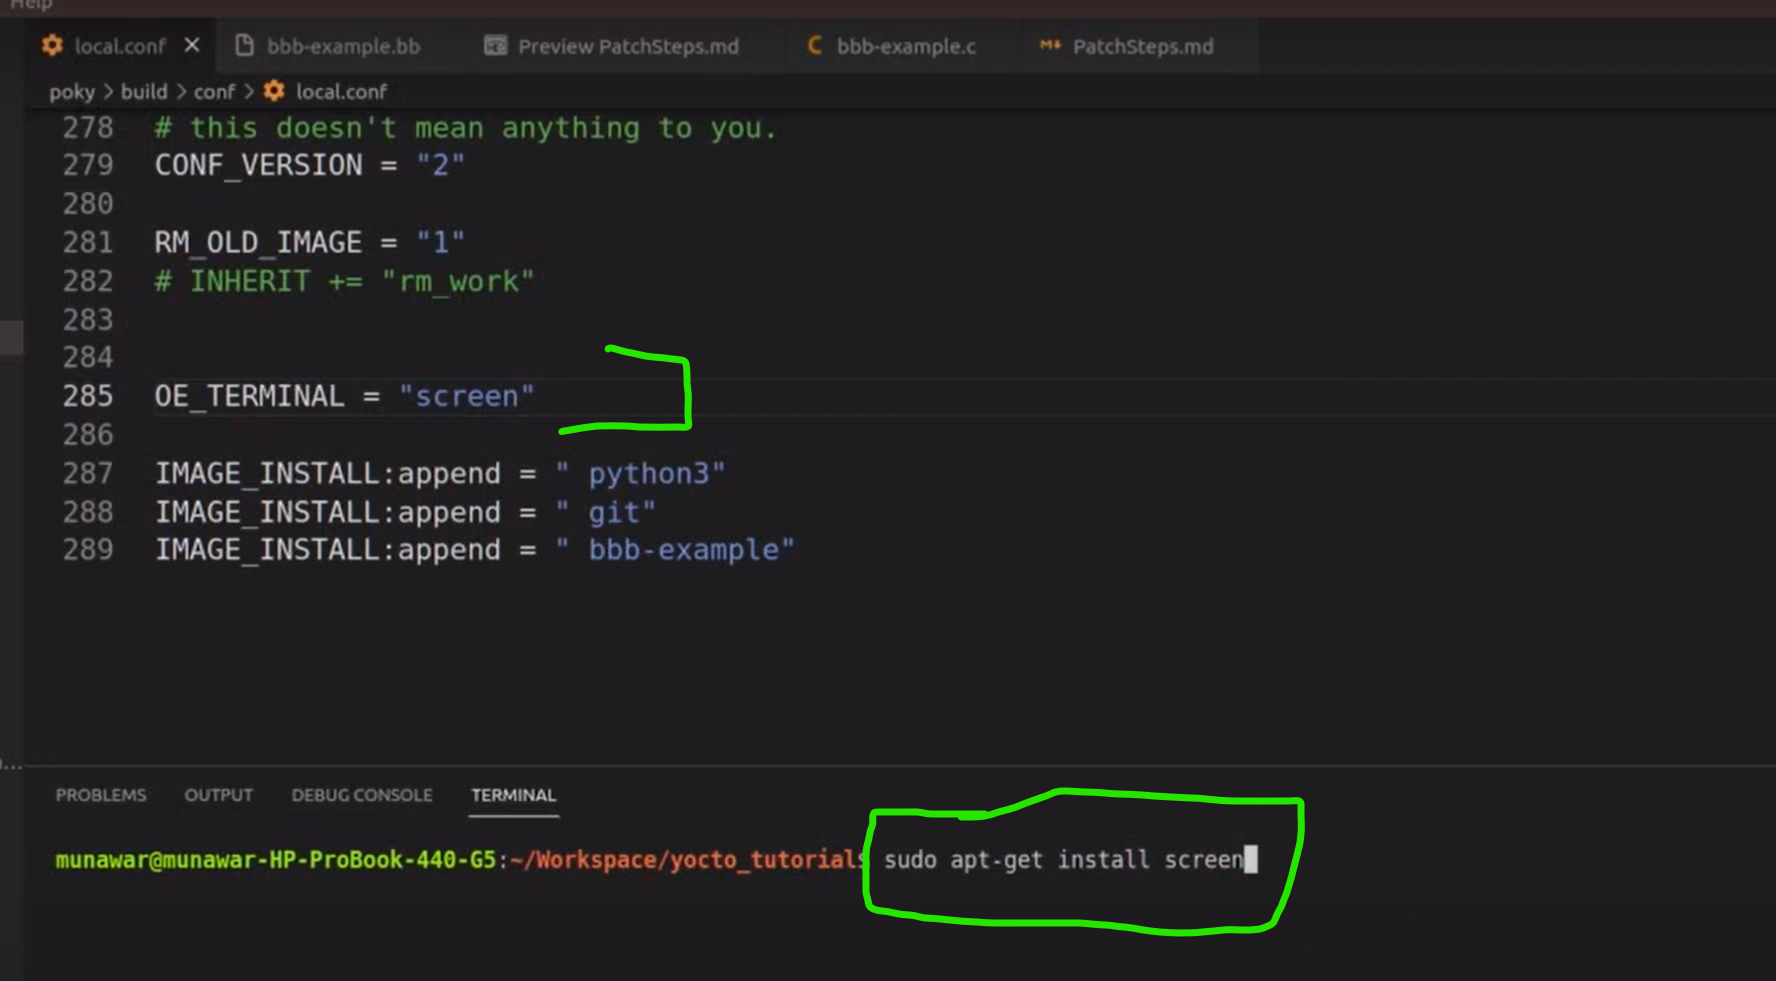 Help
local.conf × bbb-example.bb Preview PatchSteps.md C bbb-example.c M↓ PatchSteps.md
poky > build > conf > local.conf
278 # this doesn't mean anything to you.
279 CONF_VERSION = "2"
280
281 RM_OLD_IMAGE = "1"
282 # INHERIT += "rm_work"
283
284
285 OE_TERMINAL = "screen"
286
287 IMAGE_INSTALL:append = " python3"
288 IMAGE_INSTALL:append = " git"
289 IMAGE_INSTALL:append = " bbb-example"
PROBLEMS OUTPUT DEBUG CONSOLE TERMINAL
munawar@munawar-HP-ProBook-440-G5:~/Workspace/yocto_tutorial$ sudo apt-get install screen